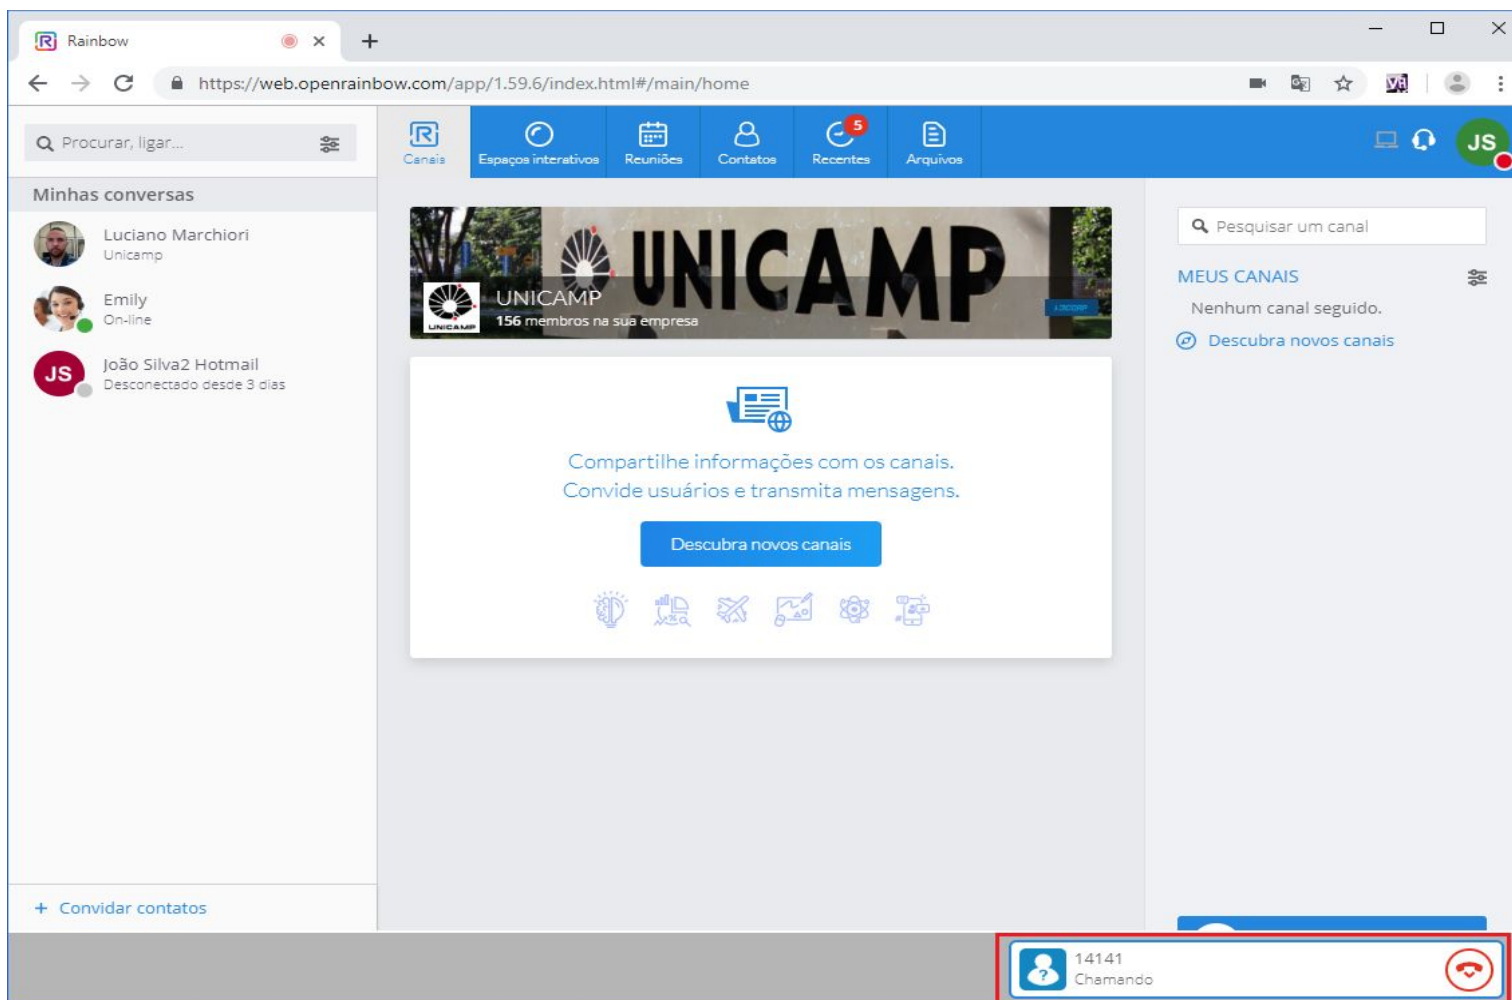 Rainbow
https://web.openrainbow.com/app/1.59.6/index.html#/main/home
Procurar, ligar...
Canais
Espaços interativos
Reuniões
Contatos
5
Recentes
Arquivos
JS
Minhas conversas
Luciano Marchiori
Unicamp
Emily
On-line
JS
João Silva2 Hotmail
Desconectado desde 3 dias
+ Convidar contatos
UNICAMP
UNICAMP
UNICAMP
156 membros na sua empresa
Compartilhe informações com os canais.
Convide usuários e transmita mensagens.
Descubra novos canais
Pesquisar um canal
MEUS CANAIS
Nenhum canal seguido.
Descubra novos canais
14141
Chamando